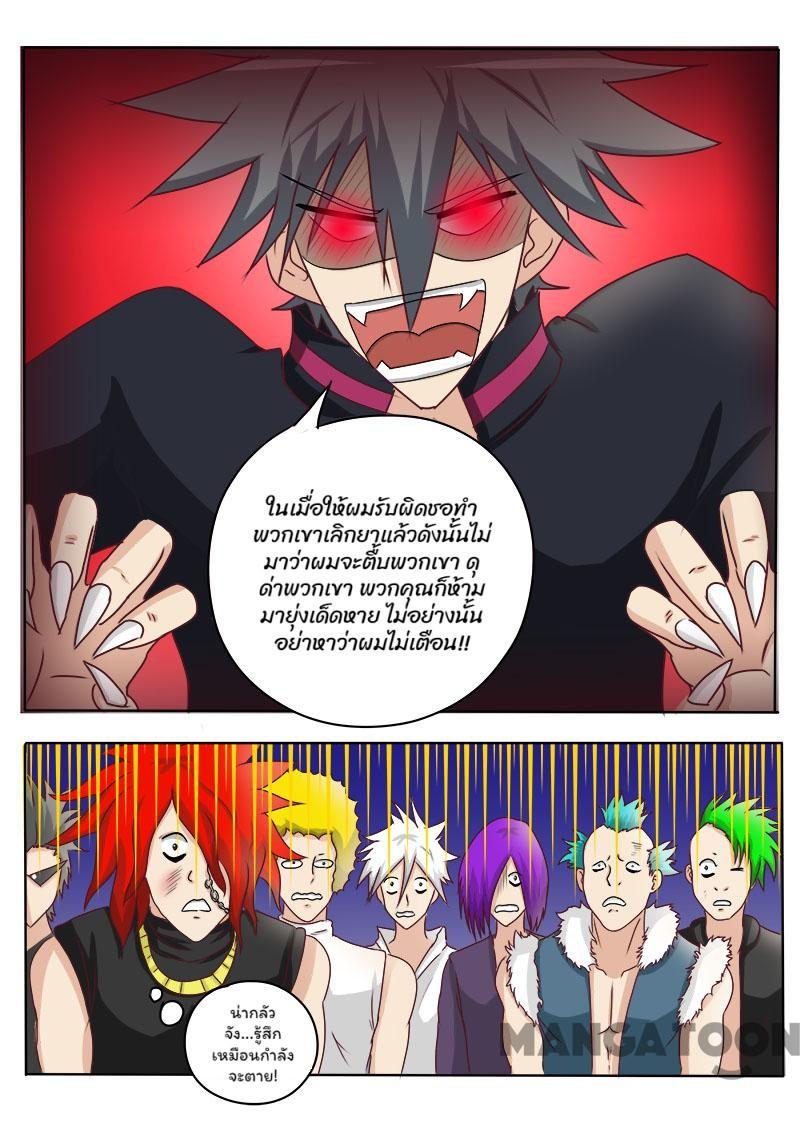 ในเมื่อให้ผมรับผิดชอทำ
พวกเขาเลิกยาแล้วดังนั้นไม่
มาว่าผมจะตื้บพวกเขา ดุ
ด่าพวกเขา พวกคุณก็ห้าม
มายุ่งเด็ดหาย ไม่อย่างนั้น
อย่าหาว่าผมไม่เตือน!!
น่ากลัว
จัง...รู้สึก
เหมือนกำลัง
จะตาย!
MANGATOON